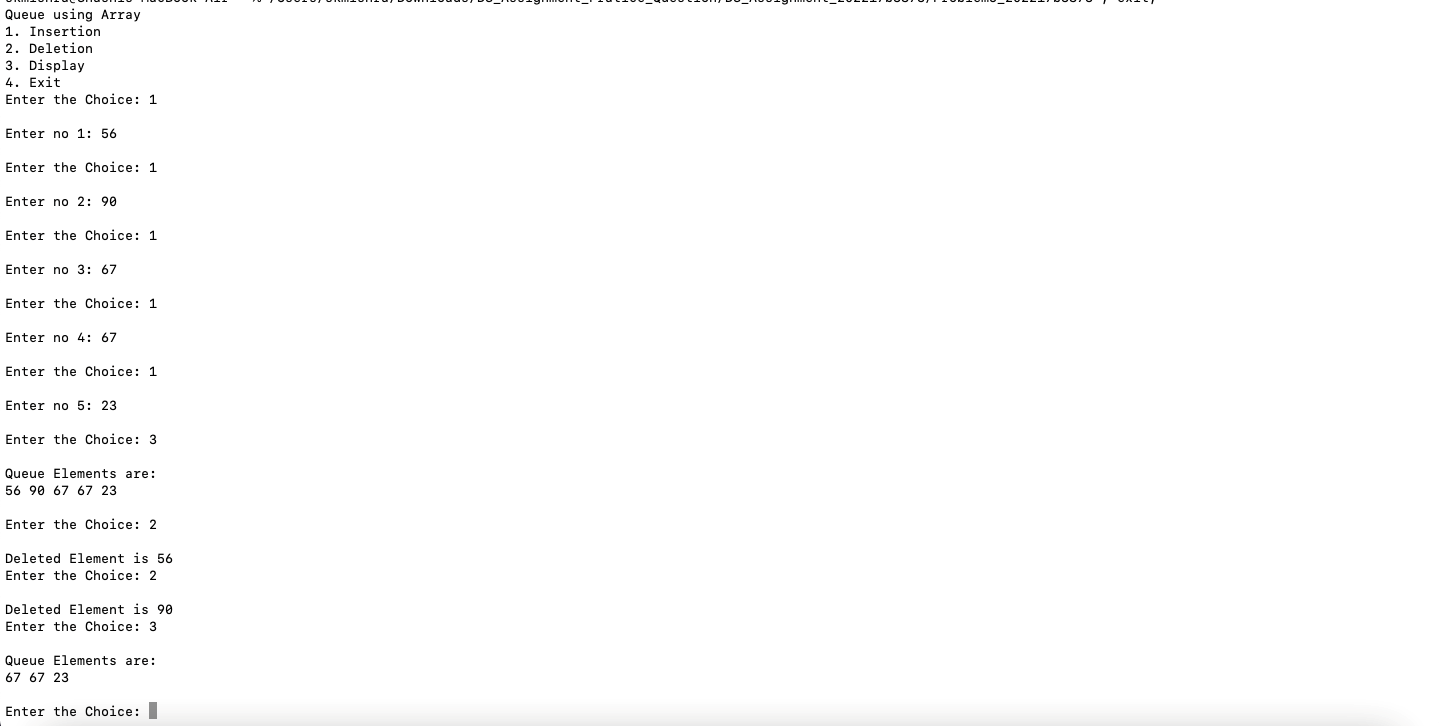 Queue using Array
1. Insertion
2. Deletion
3. Display
4. Exit
Enter the Choice: 1
Enter no 1: 56
Enter the Choice: 1
Enter no 2: 90
Enter the Choice: 1
Enter no 3: 67
Enter the Choice: 1
Enter no 4: 67
Enter the Choice: 1
Enter no 5: 23
Enter the Choice: 3
Queue Elements are:
56 90 67 67 23
Enter the Choice: 2
Deleted Element is 56
Enter the Choice: 2
Deleted Element is 90
Enter the Choice: 3
Queue Elements are:
67 67 23
Enter the Choice: